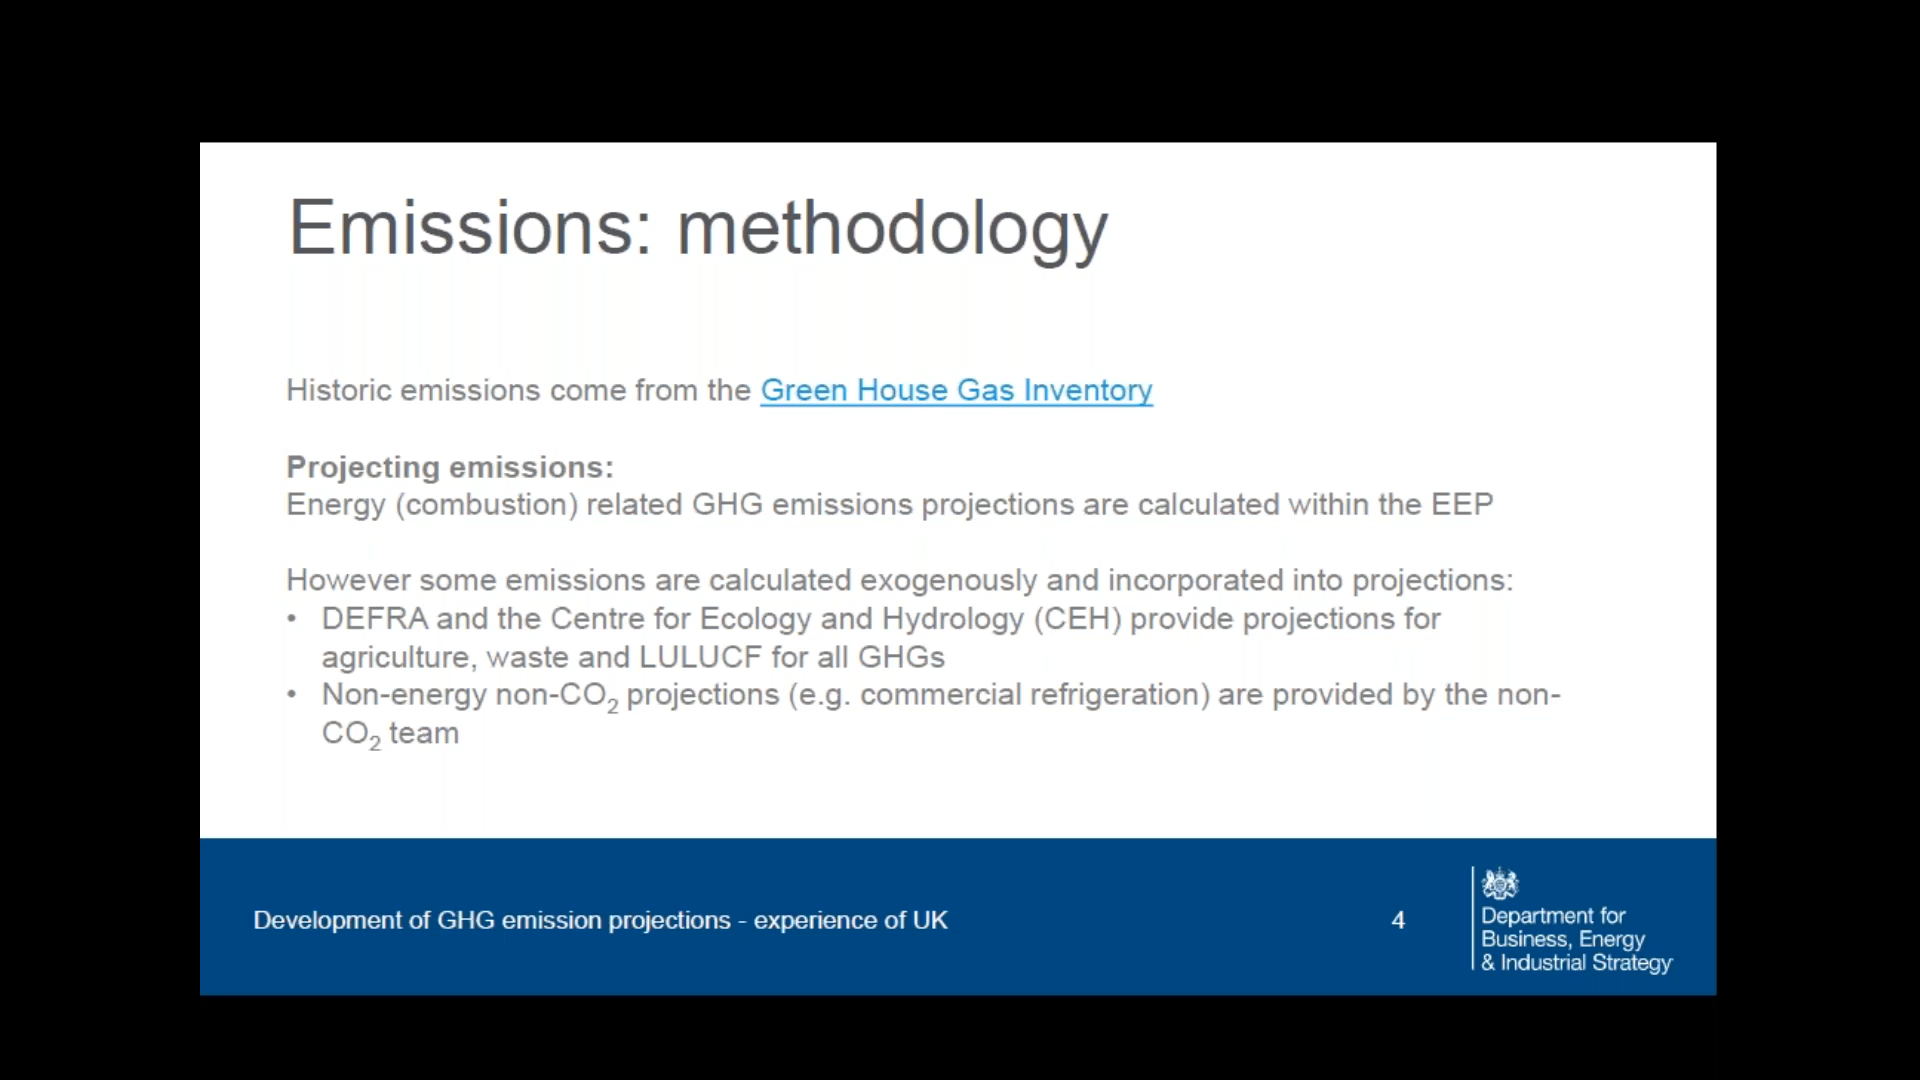 Emissions: methodology
Historic emissions come from the Green House Gas Inventory
Projecting emissions:
Energy (combustion) related GHG emissions projections are calculated within the EEP
However some emissions are calculated exogenously and incorporated into projections:
• DEFRA and the Centre for Ecology and Hydrology (CEH) provide projections for
agriculture, waste and LULUCF for all GHGs
• Non-energy non-CO₂ projections (e.g. commercial refrigeration) are provided by the non-
CO₂ team
Development of GHG emission projections - experience of UK
4
Department for
Business, Energy
& Industrial Strategy